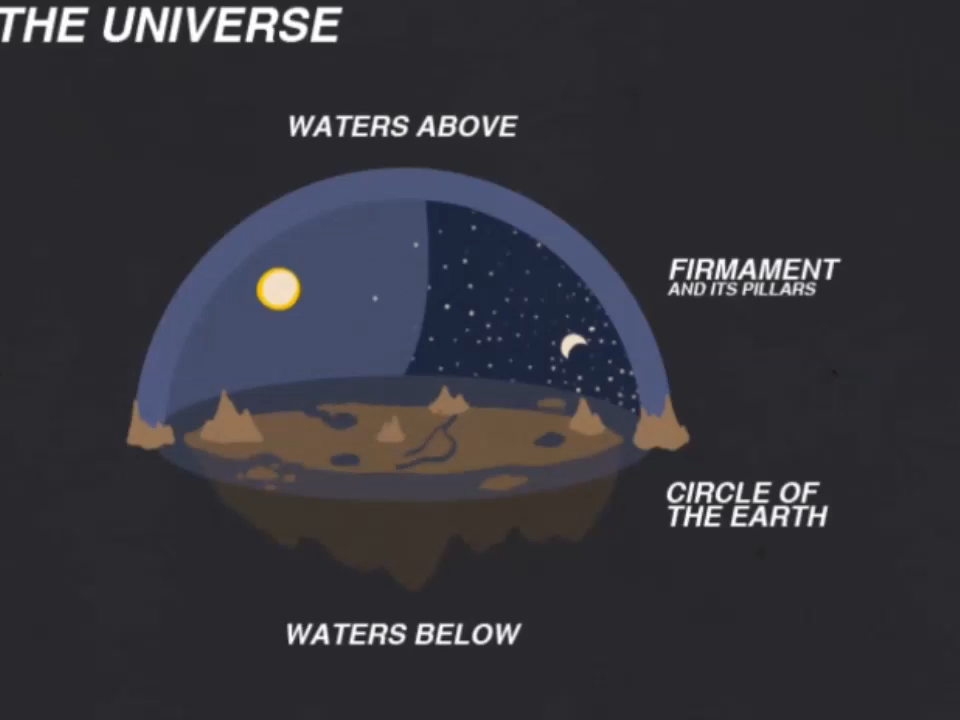 THE UNIVERSE
WATERS ABOVE
FIRMAMENT
AND ITS PILLARS
CIRCLE OF
THE EARTH
WATERS BELOW